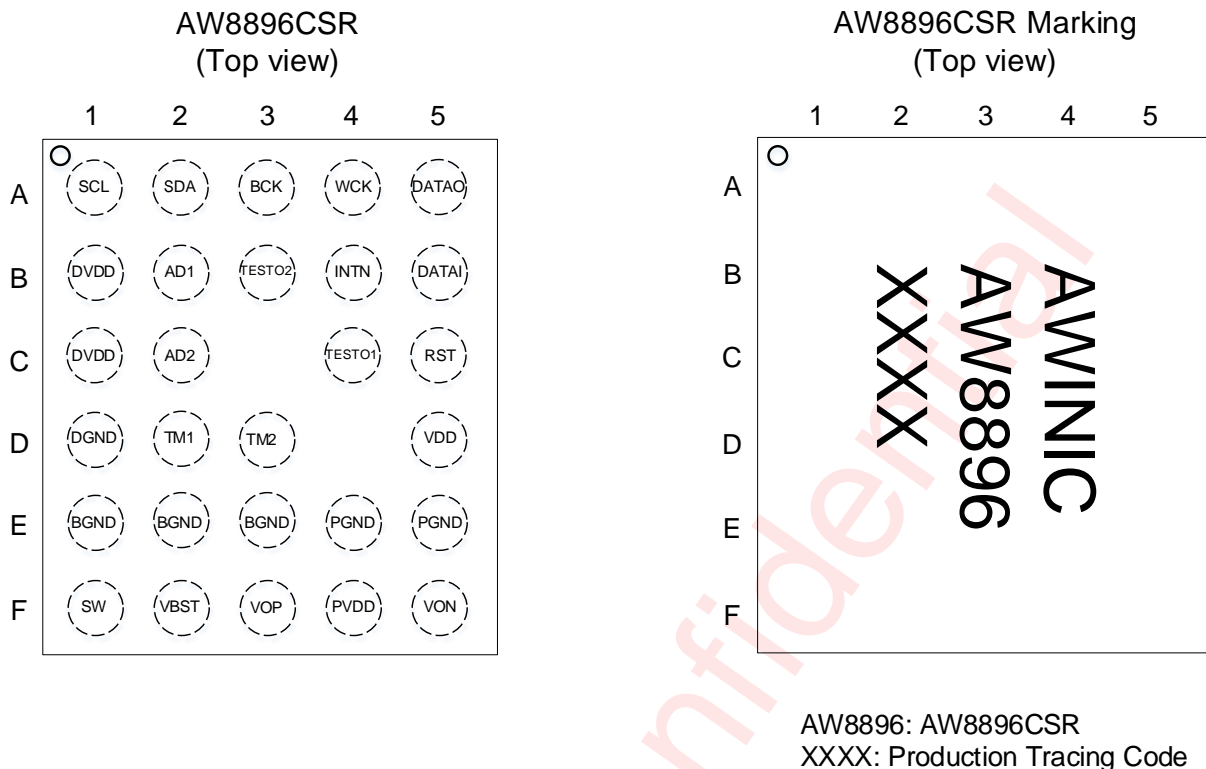 AW8896CSR
(Top view)
1 2 3 4 5
A SCL SDA BCK WCK DATAO
B DVDD AD1 TESTO2 INTN DATAI
C DVDD AD2 TESTO1 RST
D DGND TM1 TM2 VDD
E BGND BGND BGND PGND PGND
F SW VBST VOP PVDD VON
AW8896CSR Marking
(Top view)
1 2 3 4 5
A
B
C
D
E
F
AWINIC
AW8896
XXXX
AW8896: AW8896CSR
XXXX: Production Tracing Code
nfidential